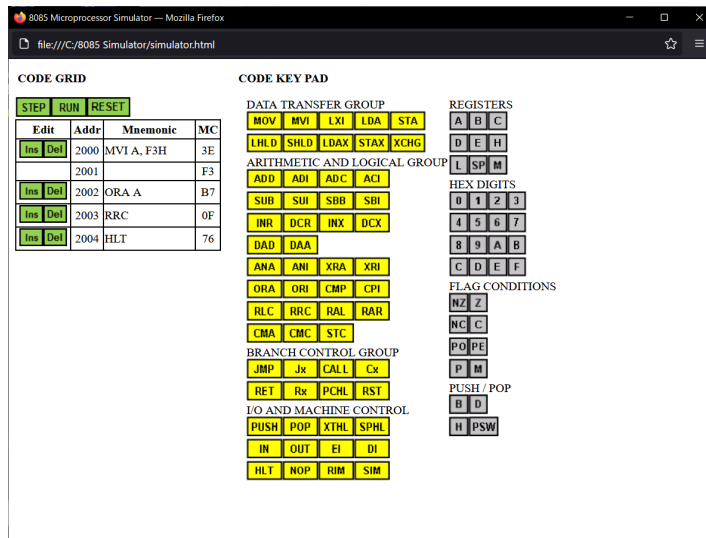 8085 Microprocessor Simulator — Mozilla Firefox
file:///C:/8085 Simulator/simulator.html
CODE GRID
STEP RUN RESET
Edit Addr Mnemonic MC
Ins Del 2000 MVI A, F3H 3E
2001 F3
Ins Del 2002 ORA A B7
Ins Del 2003 RRC 0F
Ins Del 2004 HLT 76
CODE KEY PAD
DATA TRANSFER GROUP
MOV MVI LXI LDA STA
LHLD SHLD LDAX STAX XCHG
ARITHMETIC AND LOGICAL GROUP
ADD ADI ADC ACI
SUB SUI SBB SBI
INR DCR INX DCX
DAD DAA
ANA ANI XRA XRI
ORA ORI CMP CPI
RLC RRC RAL RAR
CMA CMC STC
BRANCH CONTROL GROUP
JMP Jx CALL Cx
RET Rx PCHL RST
I/O AND MACHINE CONTROL
PUSH POP XTHL SPHL
IN OUT EI DI
HLT NOP RIM SIM
REGISTERS
A B C
D E H
L SP M
HEX DIGITS
0 1 2 3
4 5 6 7
8 9 A B
C D E F
FLAG CONDITIONS
NZ Z
NC C
PO PE
P M
PUSH / POP
B D
H PSW